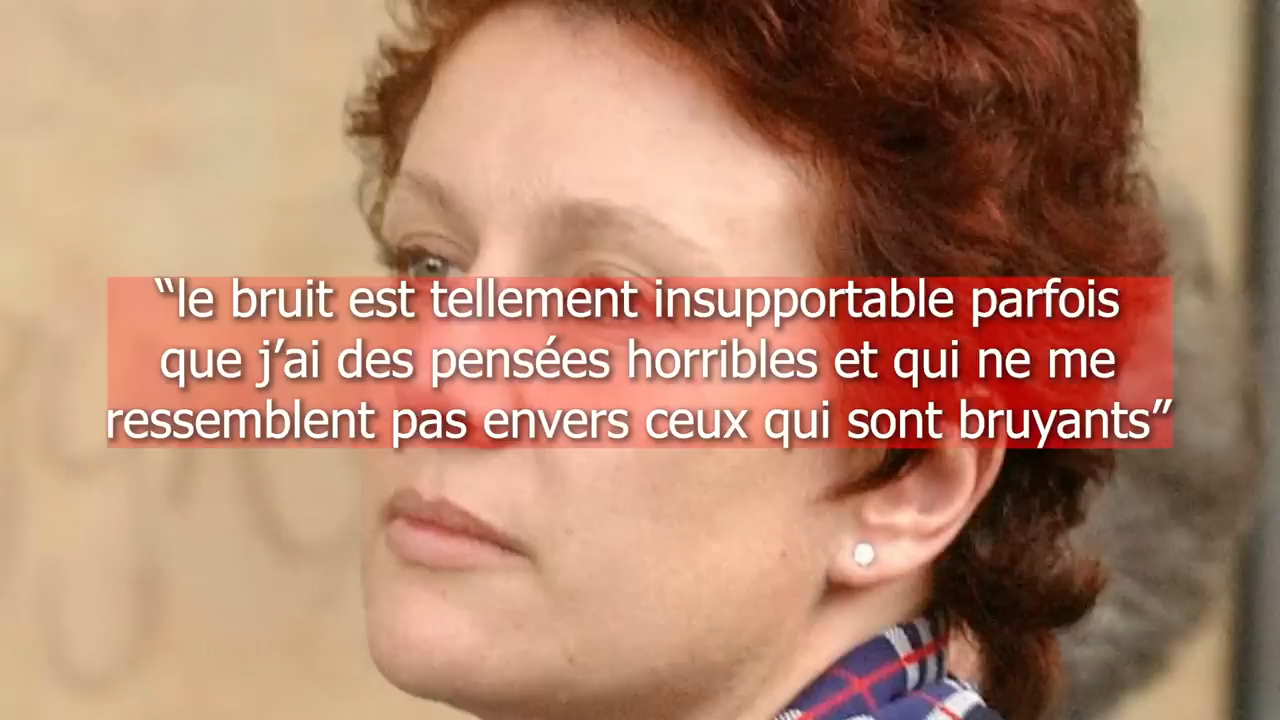 “le bruit est tellement insupportable parfois
que j’ai des pensées horribles et qui ne me
ressemblent pas envers ceux qui sont bruyants”